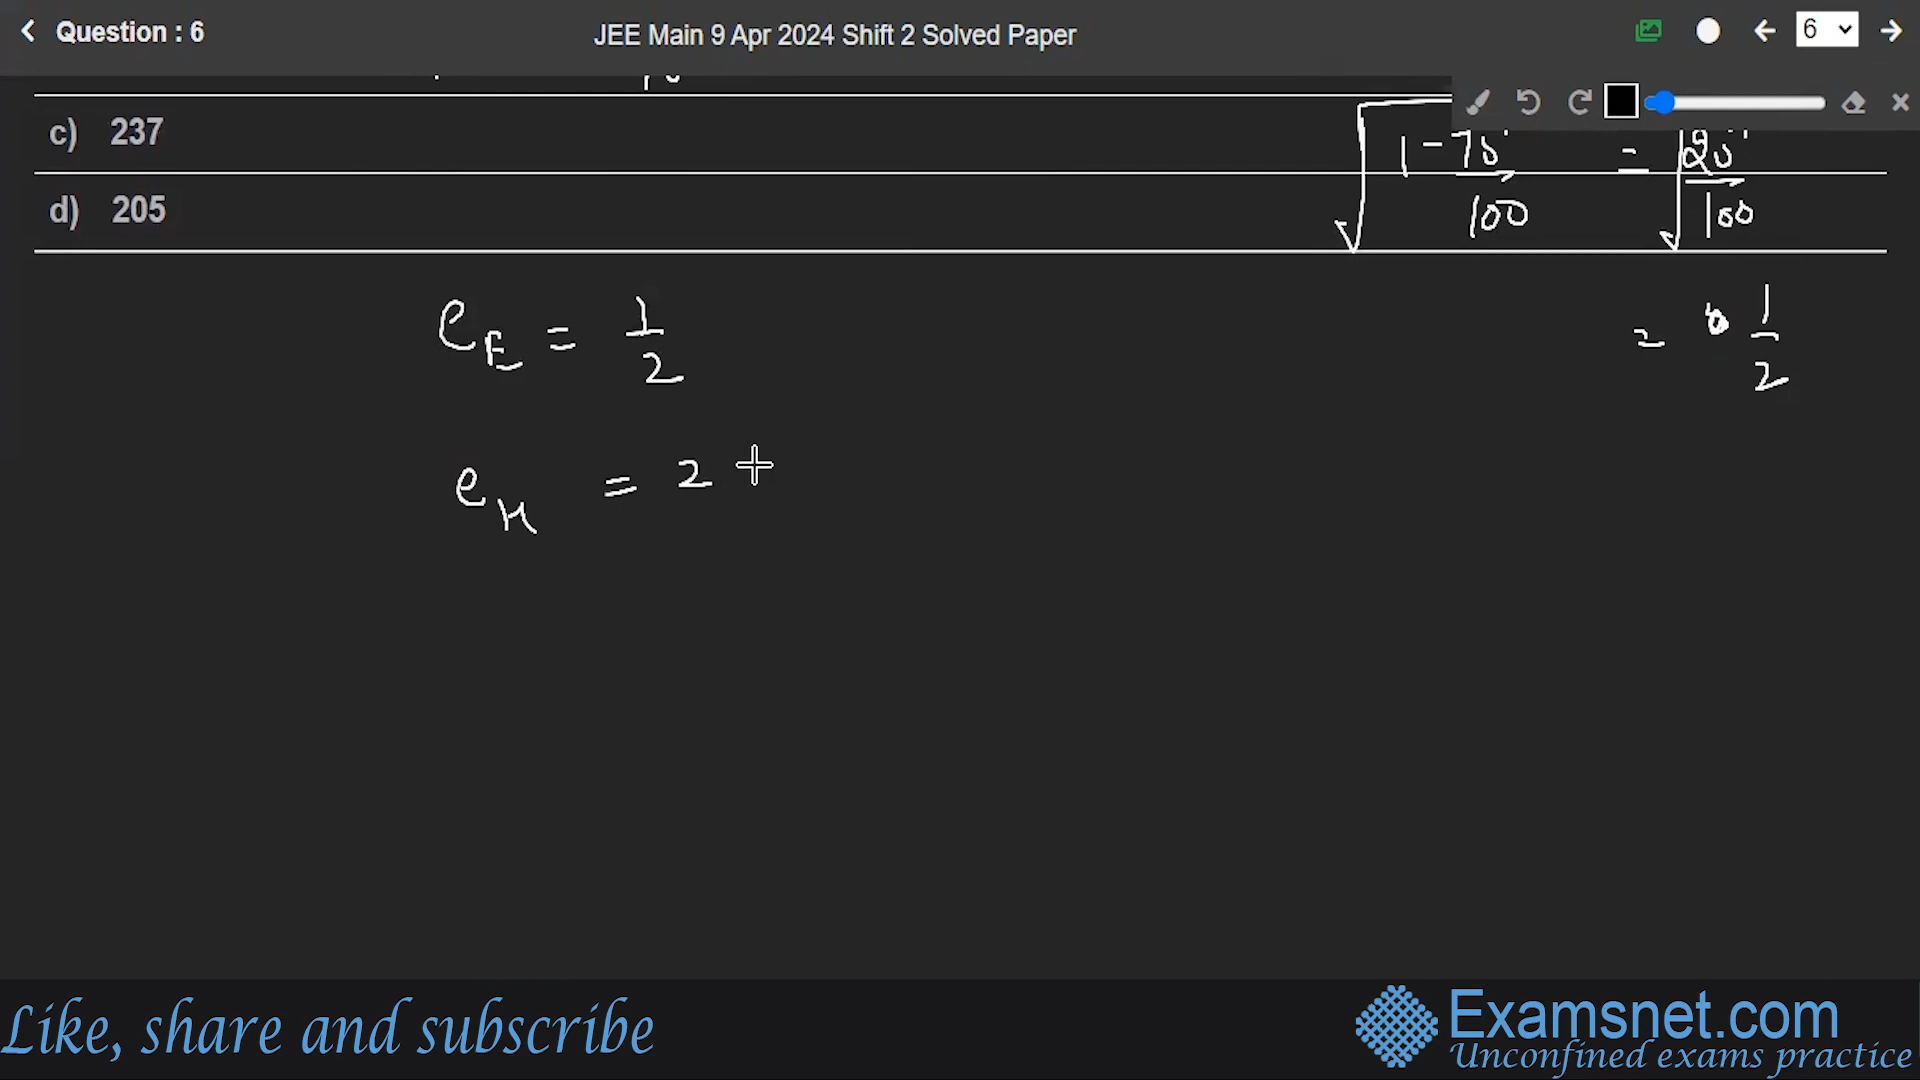 Question : 6
JEE Main 9 Apr 2024 Shift 2 Solved Paper
6
c) 237
d) 205
√(1 - 75/100) = √(25/100)
e_E = 1/2
= 1/2
e_H = 2
Like, share and subscribe
Examsnet.com
Unconfined exams practice